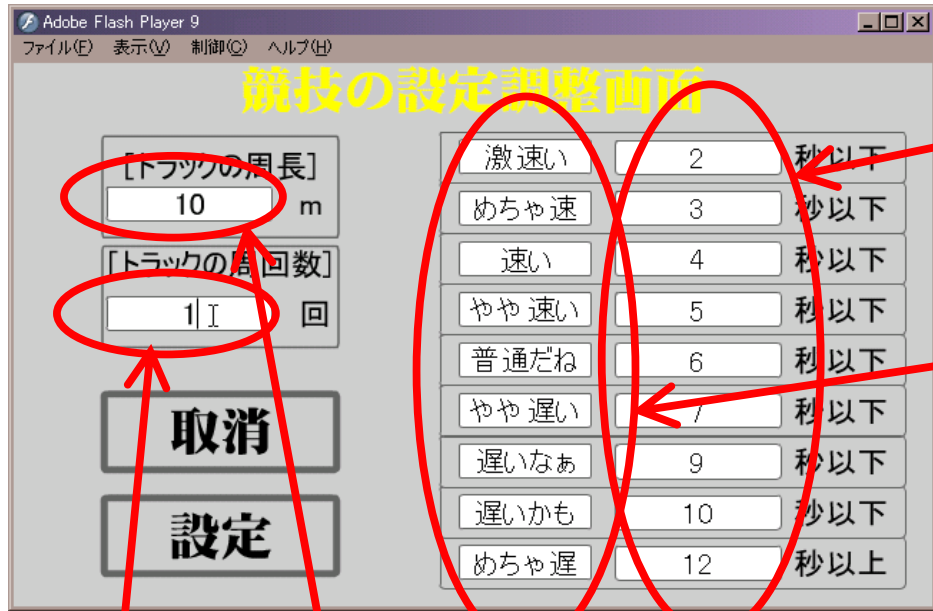 Adobe Flash Player 9
ファイル(F) 表示(V) 制御(C) ヘルプ(H)
競技の設定調整画面
[トラックの周長]
10 m
[トラックの周回数]
1 回
取消
設定
激速い 2 秒以下
めちゃ速 3 秒以下
速い 4 秒以下
やや速い 5 秒以下
普通だね 6 秒以下
やや遅い 7 秒以下
遅いなぁ 9 秒以下
遅いかも 10 秒以下
めちゃ遅 12 秒以上